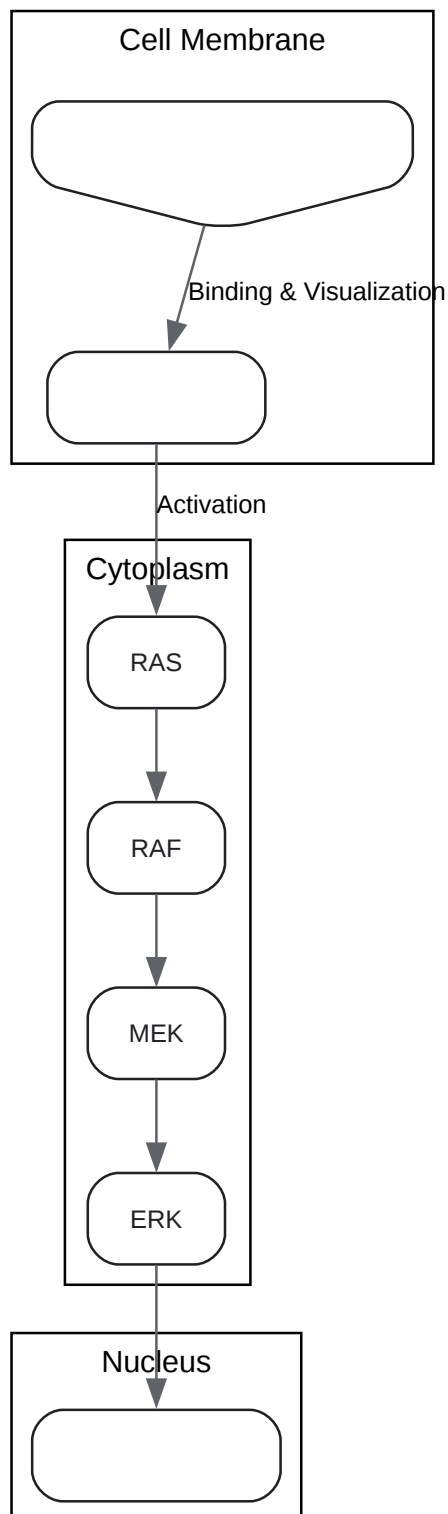 Cell Membrane
Binding & Visualization
Activation
Cytoplasm
RAS
RAF
MEK
ERK
Nucleus